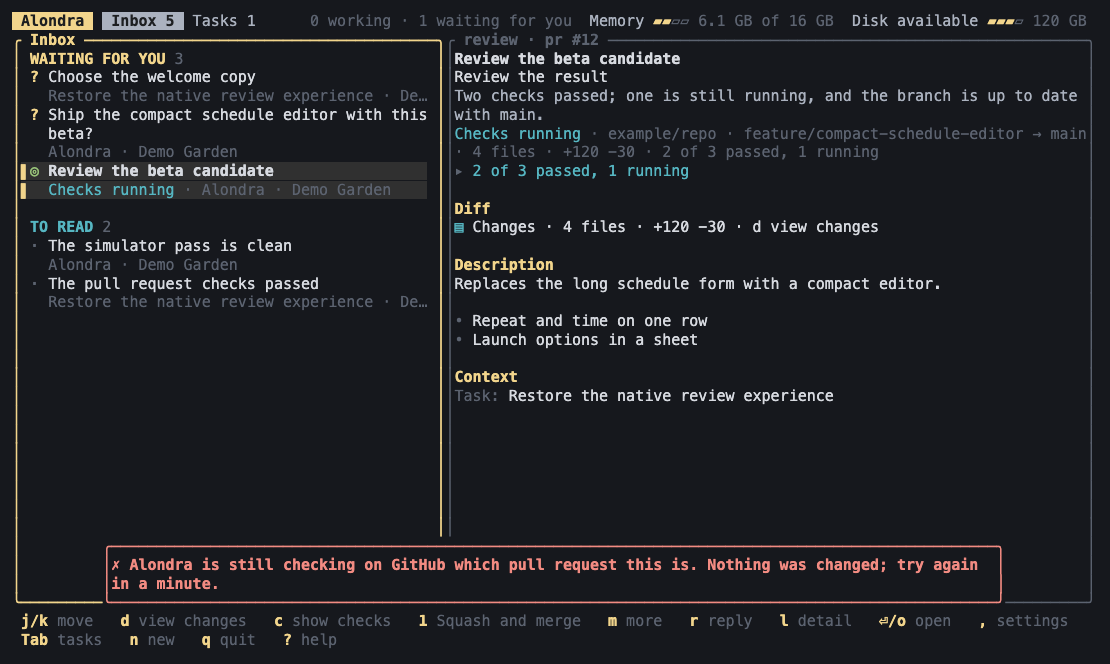 Alondra Inbox 5 Tasks 1 0 working · 1 waiting for you Memory 6.1 GB of 16 GB Disk available 120 GB
Inbox
WAITING FOR YOU 3
? Choose the welcome copy
Restore the native review experience · De…
? Ship the compact schedule editor with this
beta?
Alondra · Demo Garden
◎ Review the beta candidate
Checks running · Alondra · Demo Garden
TO READ 2
· The simulator pass is clean
Alondra · Demo Garden
· The pull request checks passed
Restore the native review experience · De…
review · pr #12
Review the beta candidate
Review the result
Two checks passed; one is still running, and the branch is up to date
with main.
Checks running · example/repo · feature/compact-schedule-editor → main
· 4 files · +120 −30 · 2 of 3 passed, 1 running
▸ 2 of 3 passed, 1 running
Diff
▤ Changes · 4 files · +120 −30 · d view changes
Description
Replaces the long schedule form with a compact editor.
• Repeat and time on one row
• Launch options in a sheet
Context
Task: Restore the native review experience
✗ Alondra is still checking on GitHub which pull request this is. Nothing was changed; try again
in a minute.
j/k move d view changes c show checks 1 Squash and merge m more r reply l detail ⏎/o open , settings
Tab tasks n new q quit ? help